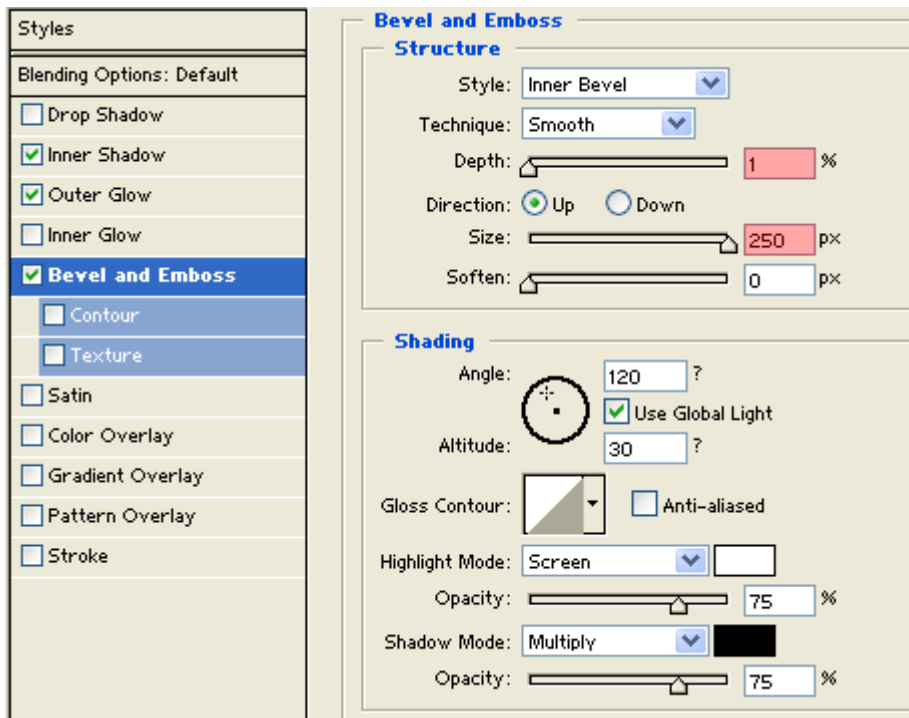 Styles
Blending Options: Default
Drop Shadow
Inner Shadow
Outer Glow
Inner Glow
Bevel and Emboss
Contour
Texture
Satin
Color Overlay
Gradient Overlay
Pattern Overlay
Stroke
Bevel and Emboss
Structure
Style: Inner Bevel
Technique: Smooth
Depth: 1 %
Direction: Up Down
Size: 250 px
Soften: 0 px
Shading
Angle: 120 ?
Use Global Light
Altitude: 30 ?
Gloss Contour: Anti-aliased
Highlight Mode: Screen
Opacity: 75 %
Shadow Mode: Multiply
Opacity: 75 %